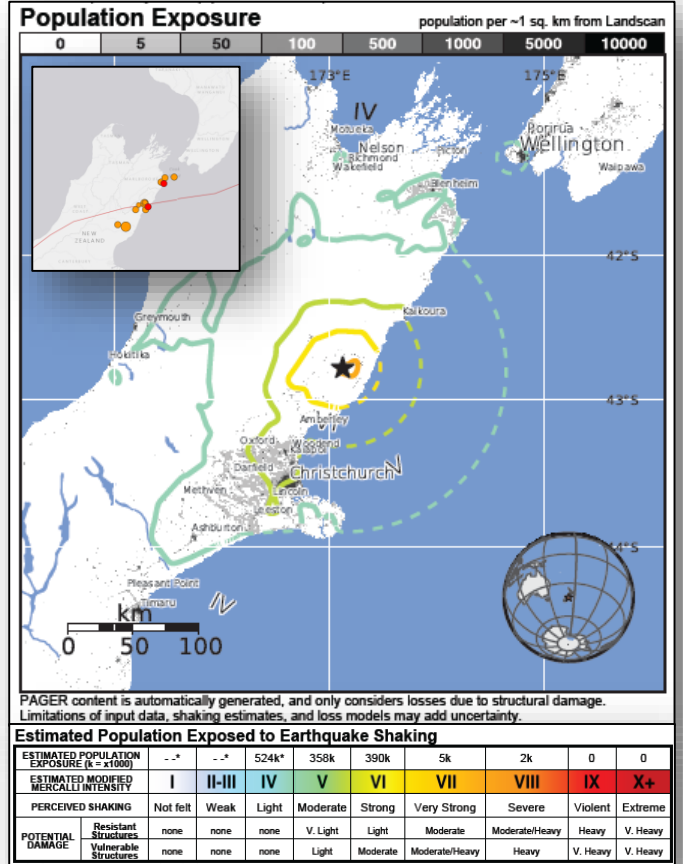 Population Exposure
population per ~1 sq. km from Landscan
0 5 50 100 500 1000 5000 10000
173°E 175°E
IV
Motueka
Nelson
Richmond
Wakefield
Picton
Blenheim
Porirua
Wellington
Waipawa
NEW
ZEALAND
42°S
Greymouth
Kaikoura
Hokitika
43°S
Amberley
VI
Oxford
Woodend
Kaiapoi
Darfield
Christchurch
V
Methven
Lincoln
Leeston
Ashburton
44°S
Pleasant Point
Timaru
IV
km
0 50 100
PAGER content is automatically generated, and only considers losses due to structural damage.
Limitations of input data, shaking estimates, and loss models may add uncertainty.
Estimated Population Exposed to Earthquake Shaking
ESTIMATED POPULATION EXPOSURE (k = x1000) - -* - -* 524k* 358k 390k 5k 2k 0 0
ESTIMATED MODIFIED MERCALLI INTENSITY I II-III IV V VI VII VIII IX X+
PERCEIVED SHAKING Not felt Weak Light Moderate Strong Very Strong Severe Violent Extreme
POTENTIAL DAMAGE
Resistant Structures none none none V. Light Light Moderate Moderate/Heavy Heavy V. Heavy
Vulnerable Structures none none none Light Moderate Moderate/Heavy Heavy V. Heavy V. Heavy